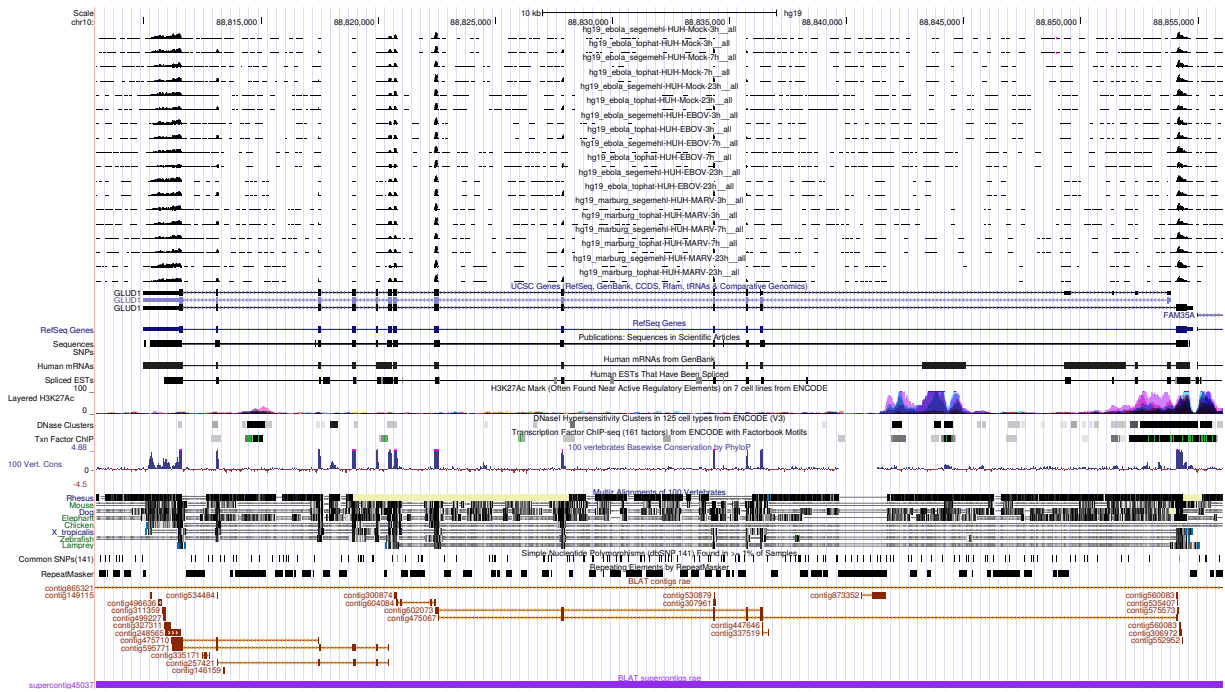 Scale 10 kb hg19
chr10: 88,815,000 88,820,000 88,825,000 88,830,000 88,835,000 88,840,000 88,845,000 88,850,000 88,855,000
hg19_ebola_segemehl-HUH-Mock-3h__all
hg19_ebola_tophat-HUH-Mock-3h__all
hg19_ebola_segemehl-HUH-Mock-7h__all
hg19_ebola_tophat-HUH-Mock-7h__all
hg19_ebola_segemehl-HUH-Mock-23h__all
hg19_ebola_tophat-HUH-Mock-23h__all
hg19_ebola_segemehl-HUH-EBOV-3h__all
hg19_ebola_tophat-HUH-EBOV-3h__all
hg19_ebola_segemehl-HUH-EBOV-7h__all
hg19_ebola_tophat-HUH-EBOV-7h__all
hg19_ebola_segemehl-HUH-EBOV-23h__all
hg19_ebola_tophat-HUH-EBOV-23h__all
hg19_marburg_segemehl-HUH-MARV-3h__all
hg19_marburg_tophat-HUH-MARV-3h__all
hg19_marburg_segemehl-HUH-MARV-7h__all
hg19_marburg_tophat-HUH-MARV-7h__all
hg19_marburg_segemehl-HUH-MARV-23h__all
hg19_marburg_tophat-HUH-MARV-23h__all
UCSC Genes (RefSeq, GenBank, CCDS, Rfam, tRNAs & Comparative Genomics)
GLUD1
GLUD1
GLUD1
FAM35A
RefSeq Genes
RefSeq Genes
Publications: Sequences in Scientific Articles
Sequences
SNPs
Human mRNAs from GenBank
Human mRNAs
Human ESTs That Have Been Spliced
Spliced ESTs
H3K27Ac Mark (Often Found Near Active Regulatory Elements) on 7 cell lines from ENCODE
100
Layered H3K27Ac
0
DNaseI Hypersensitivity Clusters in 125 cell types from ENCODE (V3)
DNase Clusters
Transcription Factor ChIP-seq (161 factors) from ENCODE with Factorbook Motifs
Txn Factor ChIP
100 vertebrates Basewise Conservation by PhyloP
4.88
100 Vert. Cons
0
-4.5
Multiz Alignments of 100 Vertebrates
Rhesus
Mouse
Dog
Elephant
Chicken
X_tropicalis
Zebrafish
Lamprey
Simple Nucleotide Polymorphisms (dbSNP 141) Found in >= 1% of Samples
Common SNPs(141)
Repeating Elements by RepeatMasker
RepeatMasker
BLAT contigs rae
contig865321
contig149115 contig534484 contig300874 contig530879 contig873352 contig560083
contig496636 contig604084 contig307961 contig535407
contig311359 contig602073 contig575573
contig499227 contig475067
contig327311 contig447646 contig560083
contig248565 contig337519 contig306972
contig475710 contig552952
contig595771
contig335171
contig257421
contig146159
BLAT supercontigs rae
supercontig45037